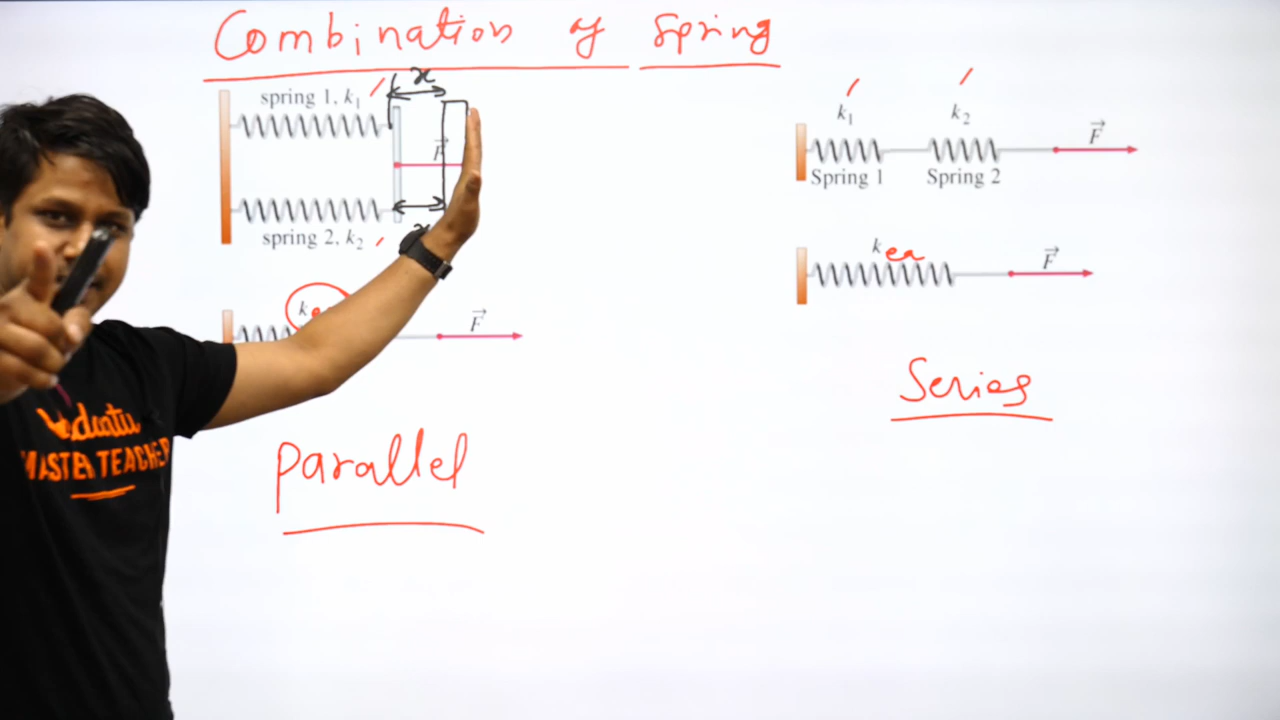 Combination of Spring
x
spring 1, k₁
F
spring 2, k₂
k
F
Parallel
k₁ k₂
F
Spring 1 Spring 2
k eq
F
Series
Vedantu
MASTER TEACHER